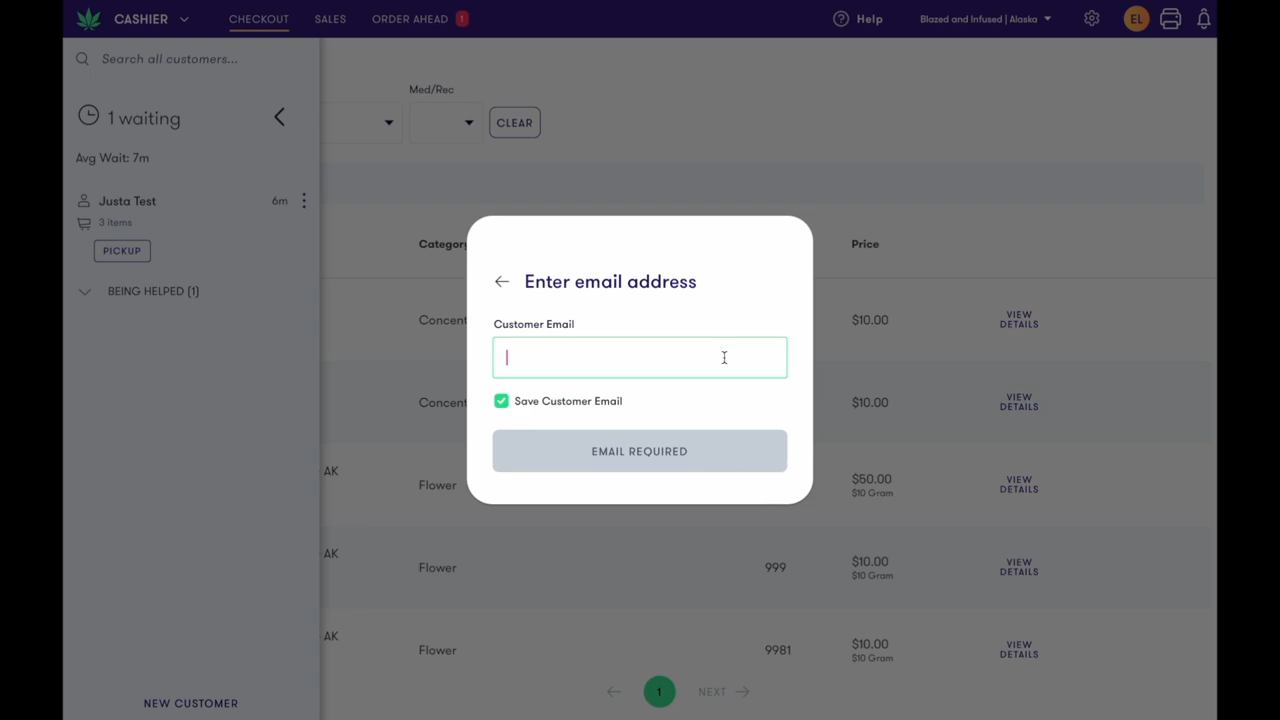 CASHIER
CHECKOUT
SALES
ORDER AHEAD 1
Help
Blazed and Infused | Alaska
EL
Search all customers...
1 waiting
Avg Wait: 7m
Justa Test 6m
3 items
PICKUP
BEING HELPED (1)
NEW CUSTOMER
Med/Rec
CLEAR
Category Price
Concent $10.00 VIEW DETAILS
Concent $10.00 VIEW DETAILS
AK
Flower $50.00 VIEW DETAILS
$10 Gram
AK
Flower 999 $10.00 VIEW DETAILS
$10 Gram
AK
Flower 9981 $10.00 VIEW DETAILS
$10 Gram
1 NEXT
Enter email address
Customer Email
Save Customer Email
EMAIL REQUIRED